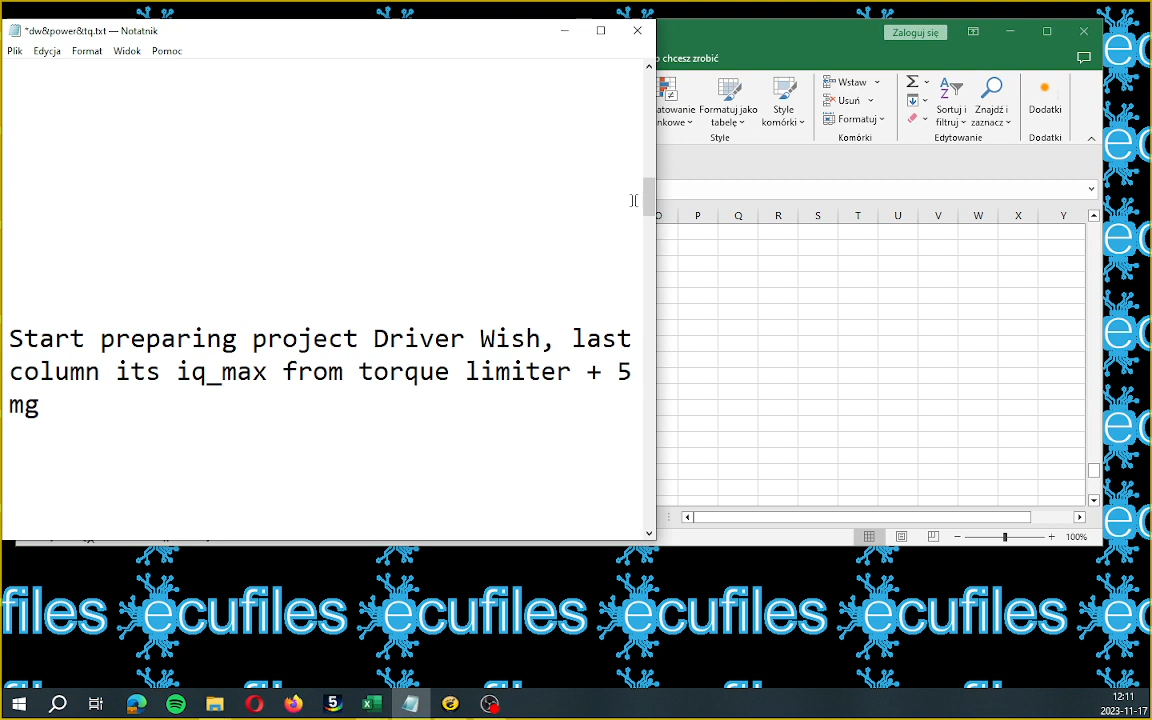 *dw&power&tq.txt — Notatnik
Plik Edycja Format Widok Pomoc
Start preparing project Driver Wish, last
column its iq_max from torque limiter + 5
mg
Zaloguj się
o chcesz zrobić
atowanie
nkowe
Formatuj jako
tabelę
Style
komórki
Style
Wstaw
Usuń
Formatuj
Komórki
Sortuj i
filtruj
Znajdź i
zaznacz
Edytowanie
Dodatki
Dodatki
P Q R S T U V W X Y
100%
files ecufiles ecufiles ecufiles ec
12:11
2023-11-17